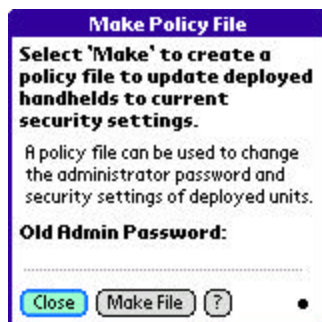 Make Policy File
Select 'Make' to create a
policy file to update deployed
handhelds to current
security settings.
A policy file can be used to change
the administrator password and
security settings of deployed units.
Old Admin Password:
Close Make File ?